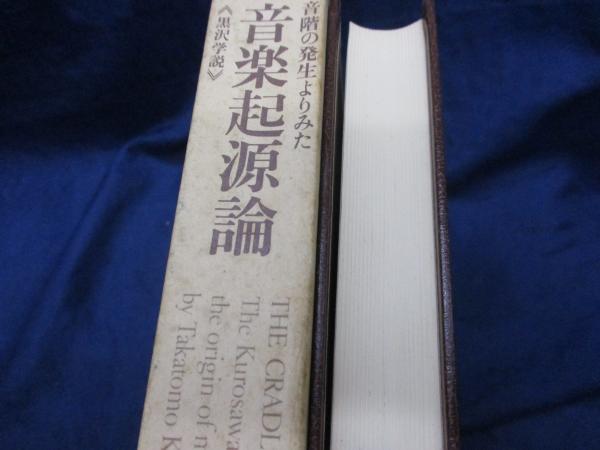 音階の発生よりみた
音楽起源論
《黒沢学説》
THE CRADL
The Kurosawa
the origin of m
by Takatomo K